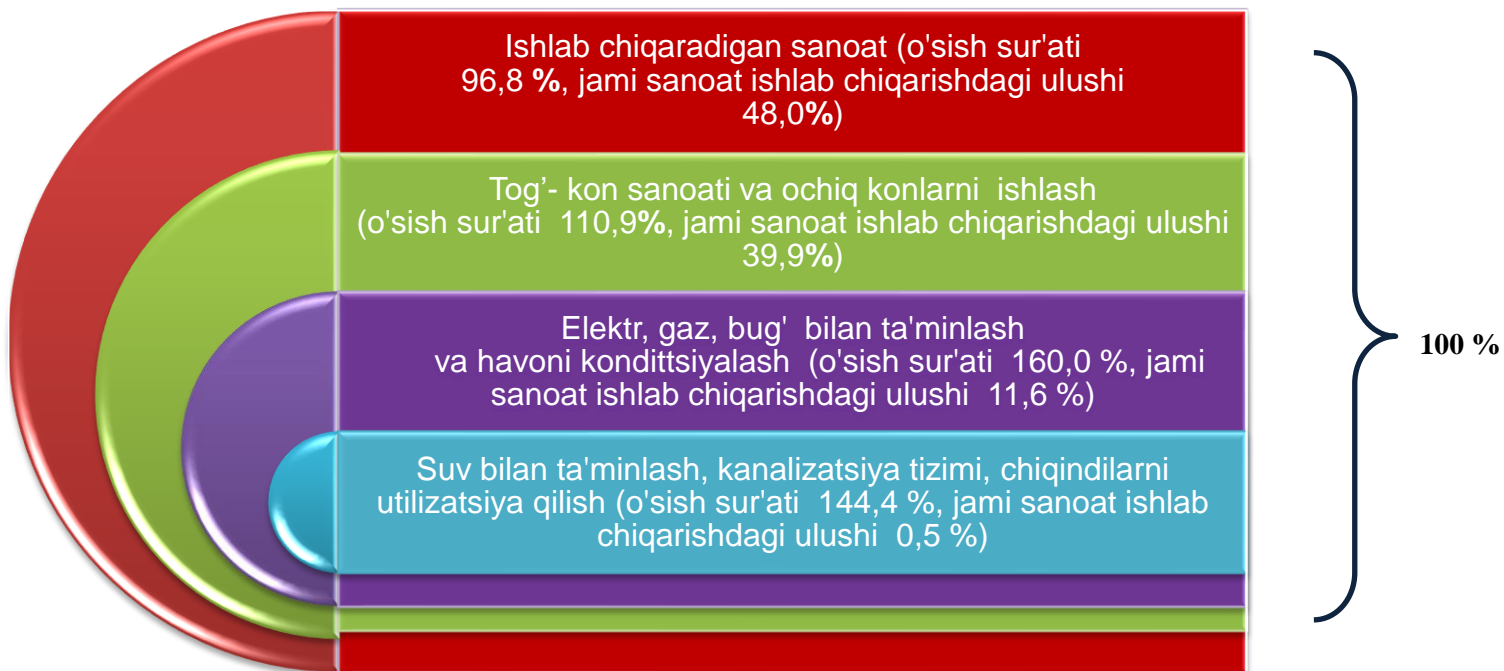 Ishlab chiqaradigan sanoat (o'sish sur'ati
96,8 %, jami sanoat ishlab chiqarishdagi ulushi
48,0%)
Tog’- kon sanoati va ochiq konlarni ishlash
(o'sish sur'ati 110,9%, jami sanoat ishlab chiqarishdagi ulushi
39,9%)
Elektr, gaz, bug' bilan ta'minlash
va havoni kondittsiyalash (o'sish sur'ati 160,0 %, jami
sanoat ishlab chiqarishdagi ulushi 11,6 %)
Suv bilan ta'minlash, kanalizatsiya tizimi, chiqindilarni
utilizatsiya qilish (o'sish sur'ati 144,4 %, jami sanoat ishlab
chiqarishdagi ulushi 0,5 %)
100 %